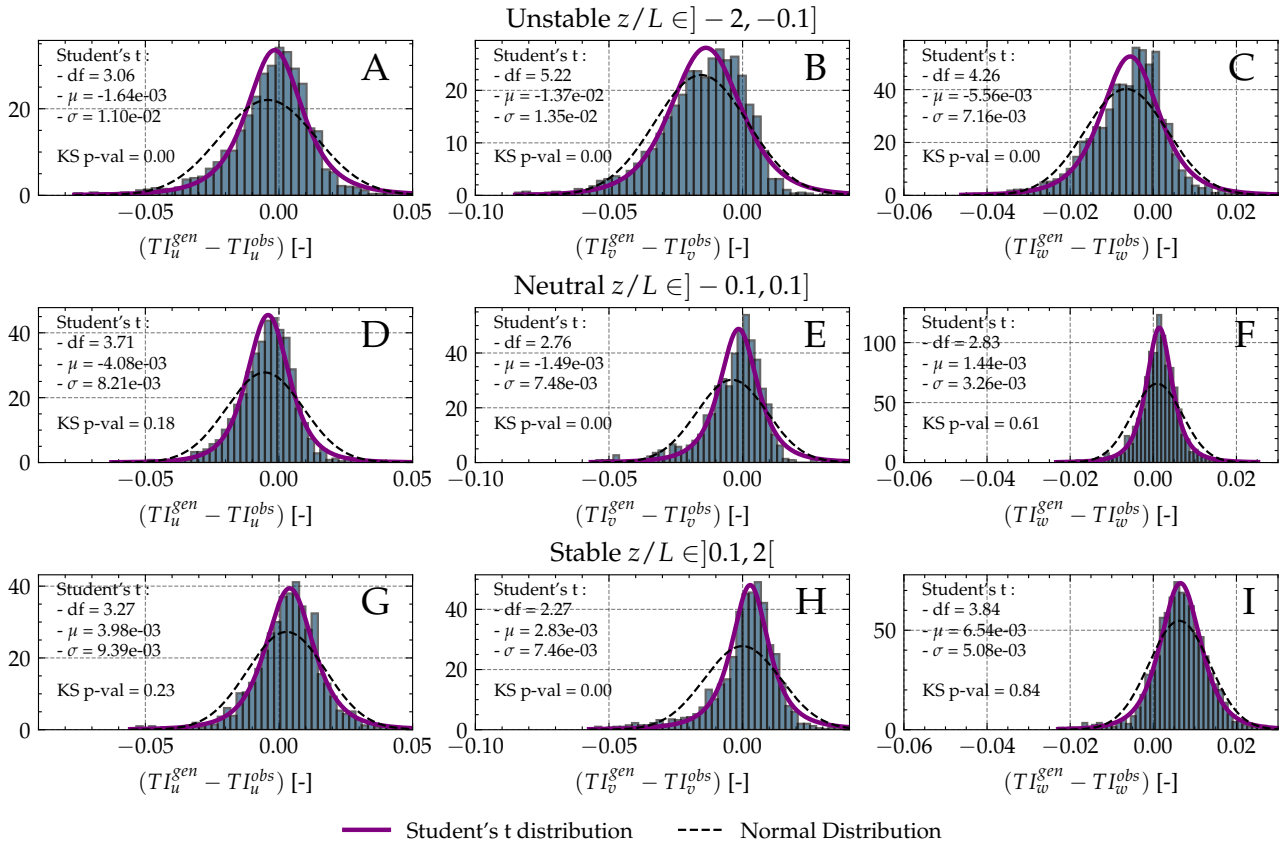 Unstable z/L ∈] − 2, −0.1]
Student's t :
- df = 3.06
- μ = -1.64e-03
- σ = 1.10e-02
KS p-val = 0.00
A
20
0
−0.05
0.00
0.05
(TI_u^{gen} − TI_u^{obs}) [-]
Student's t :
- df = 5.22
- μ = -1.37e-02
- σ = 1.35e-02
KS p-val = 0.00
B
20
10
0
−0.10
−0.05
0.00
(TI_v^{gen} − TI_v^{obs}) [-]
Student's t :
- df = 4.26
- μ = -5.56e-03
- σ = 7.16e-03
KS p-val = 0.00
C
40
20
0
−0.06
−0.04
−0.02
0.00
0.02
(TI_w^{gen} − TI_w^{obs}) [-]
Neutral z/L ∈] − 0.1, 0.1]
Student's t :
- df = 3.71
- μ = -4.08e-03
- σ = 8.21e-03
KS p-val = 0.18
D
40
20
0
−0.05
0.00
0.05
(TI_u^{gen} − TI_u^{obs}) [-]
Student's t :
- df = 2.76
- μ = -1.49e-03
- σ = 7.48e-03
KS p-val = 0.00
E
40
20
0
−0.10
−0.05
0.00
(TI_v^{gen} − TI_v^{obs}) [-]
Student's t :
- df = 2.83
- μ = 1.44e-03
- σ = 3.26e-03
KS p-val = 0.61
F
100
50
0
−0.06
−0.04
−0.02
0.00
0.02
(TI_w^{gen} − TI_w^{obs}) [-]
Stable z/L ∈]0.1, 2[
Student's t :
- df = 3.27
- μ = 3.98e-03
- σ = 9.39e-03
KS p-val = 0.23
G
40
20
0
−0.05
0.00
0.05
(TI_u^{gen} − TI_u^{obs}) [-]
Student's t :
- df = 2.27
- μ = 2.83e-03
- σ = 7.46e-03
KS p-val = 0.00
H
40
20
0
−0.10
−0.05
0.00
(TI_v^{gen} − TI_v^{obs}) [-]
Student's t :
- df = 3.84
- μ = 6.54e-03
- σ = 5.08e-03
KS p-val = 0.84
I
50
0
−0.06
−0.04
−0.02
0.00
0.02
(TI_w^{gen} − TI_w^{obs}) [-]
Student's t distribution
Normal Distribution